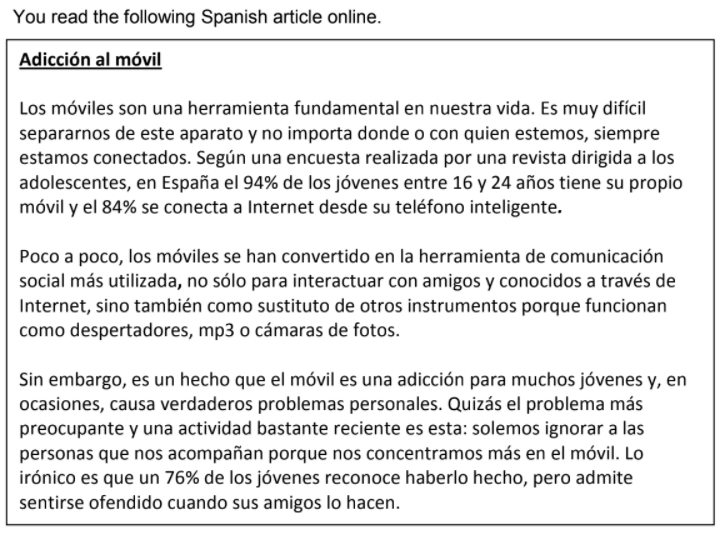 You read the following Spanish article online.
Adicción al móvil
Los móviles son una herramienta fundamental en nuestra vida. Es muy difícil
separarnos de este aparato y no importa donde o con quien estemos, siempre
estamos conectados. Según una encuesta realizada por una revista dirigida a los
adolescentes, en España el 94% de los jóvenes entre 16 y 24 años tiene su propio
móvil y el 84% se conecta a Internet desde su teléfono inteligente.
Poco a poco, los móviles se han convertido en la herramienta de comunicación
social más utilizada, no sólo para interactuar con amigos y conocidos a través de
Internet, sino también como sustituto de otros instrumentos porque funcionan
como despertadores, mp3 o cámaras de fotos.
Sin embargo, es un hecho que el móvil es una adicción para muchos jóvenes y, en
ocasiones, causa verdaderos problemas personales. Quizás el problema más
preocupante y una actividad bastante reciente es esta: solemos ignorar a las
personas que nos acompañan porque nos concentramos más en el móvil. Lo
irónico es que un 76% de los jóvenes reconoce haberlo hecho, pero admite
sentirse ofendido cuando sus amigos lo hacen.